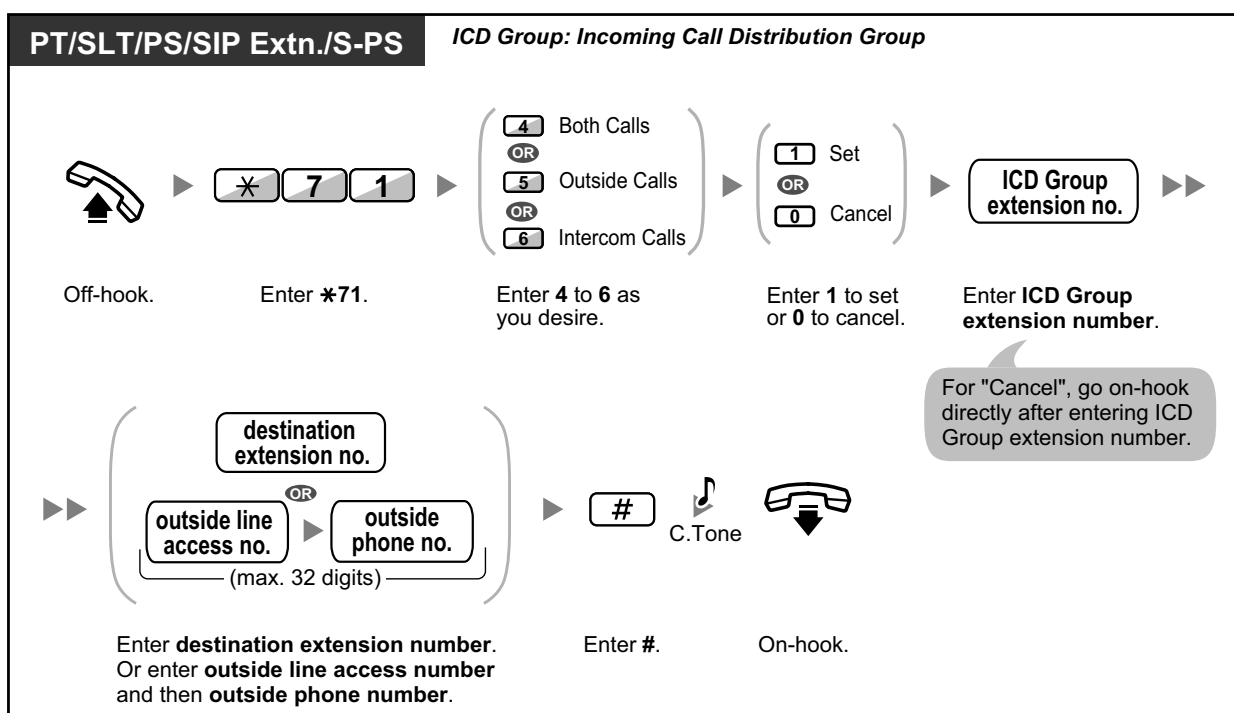 PT/SLT/PS/SIP Extn./S-PS
ICD Group: Incoming Call Distribution Group
Off-hook.
* 7 1
Enter *71.
4 Both Calls
OR
5 Outside Calls
OR
6 Intercom Calls
Enter 4 to 6 as
you desire.
1 Set
OR
0 Cancel
Enter 1 to set
or 0 to cancel.
ICD Group
extension no.
Enter ICD Group
extension number.
For "Cancel", go on-hook
directly after entering ICD
Group extension number.
destination
extension no.
OR
outside line
access no.
outside
phone no.
(max. 32 digits)
Enter destination extension number.
Or enter outside line access number
and then outside phone number.
#
Enter #.
C.Tone
On-hook.